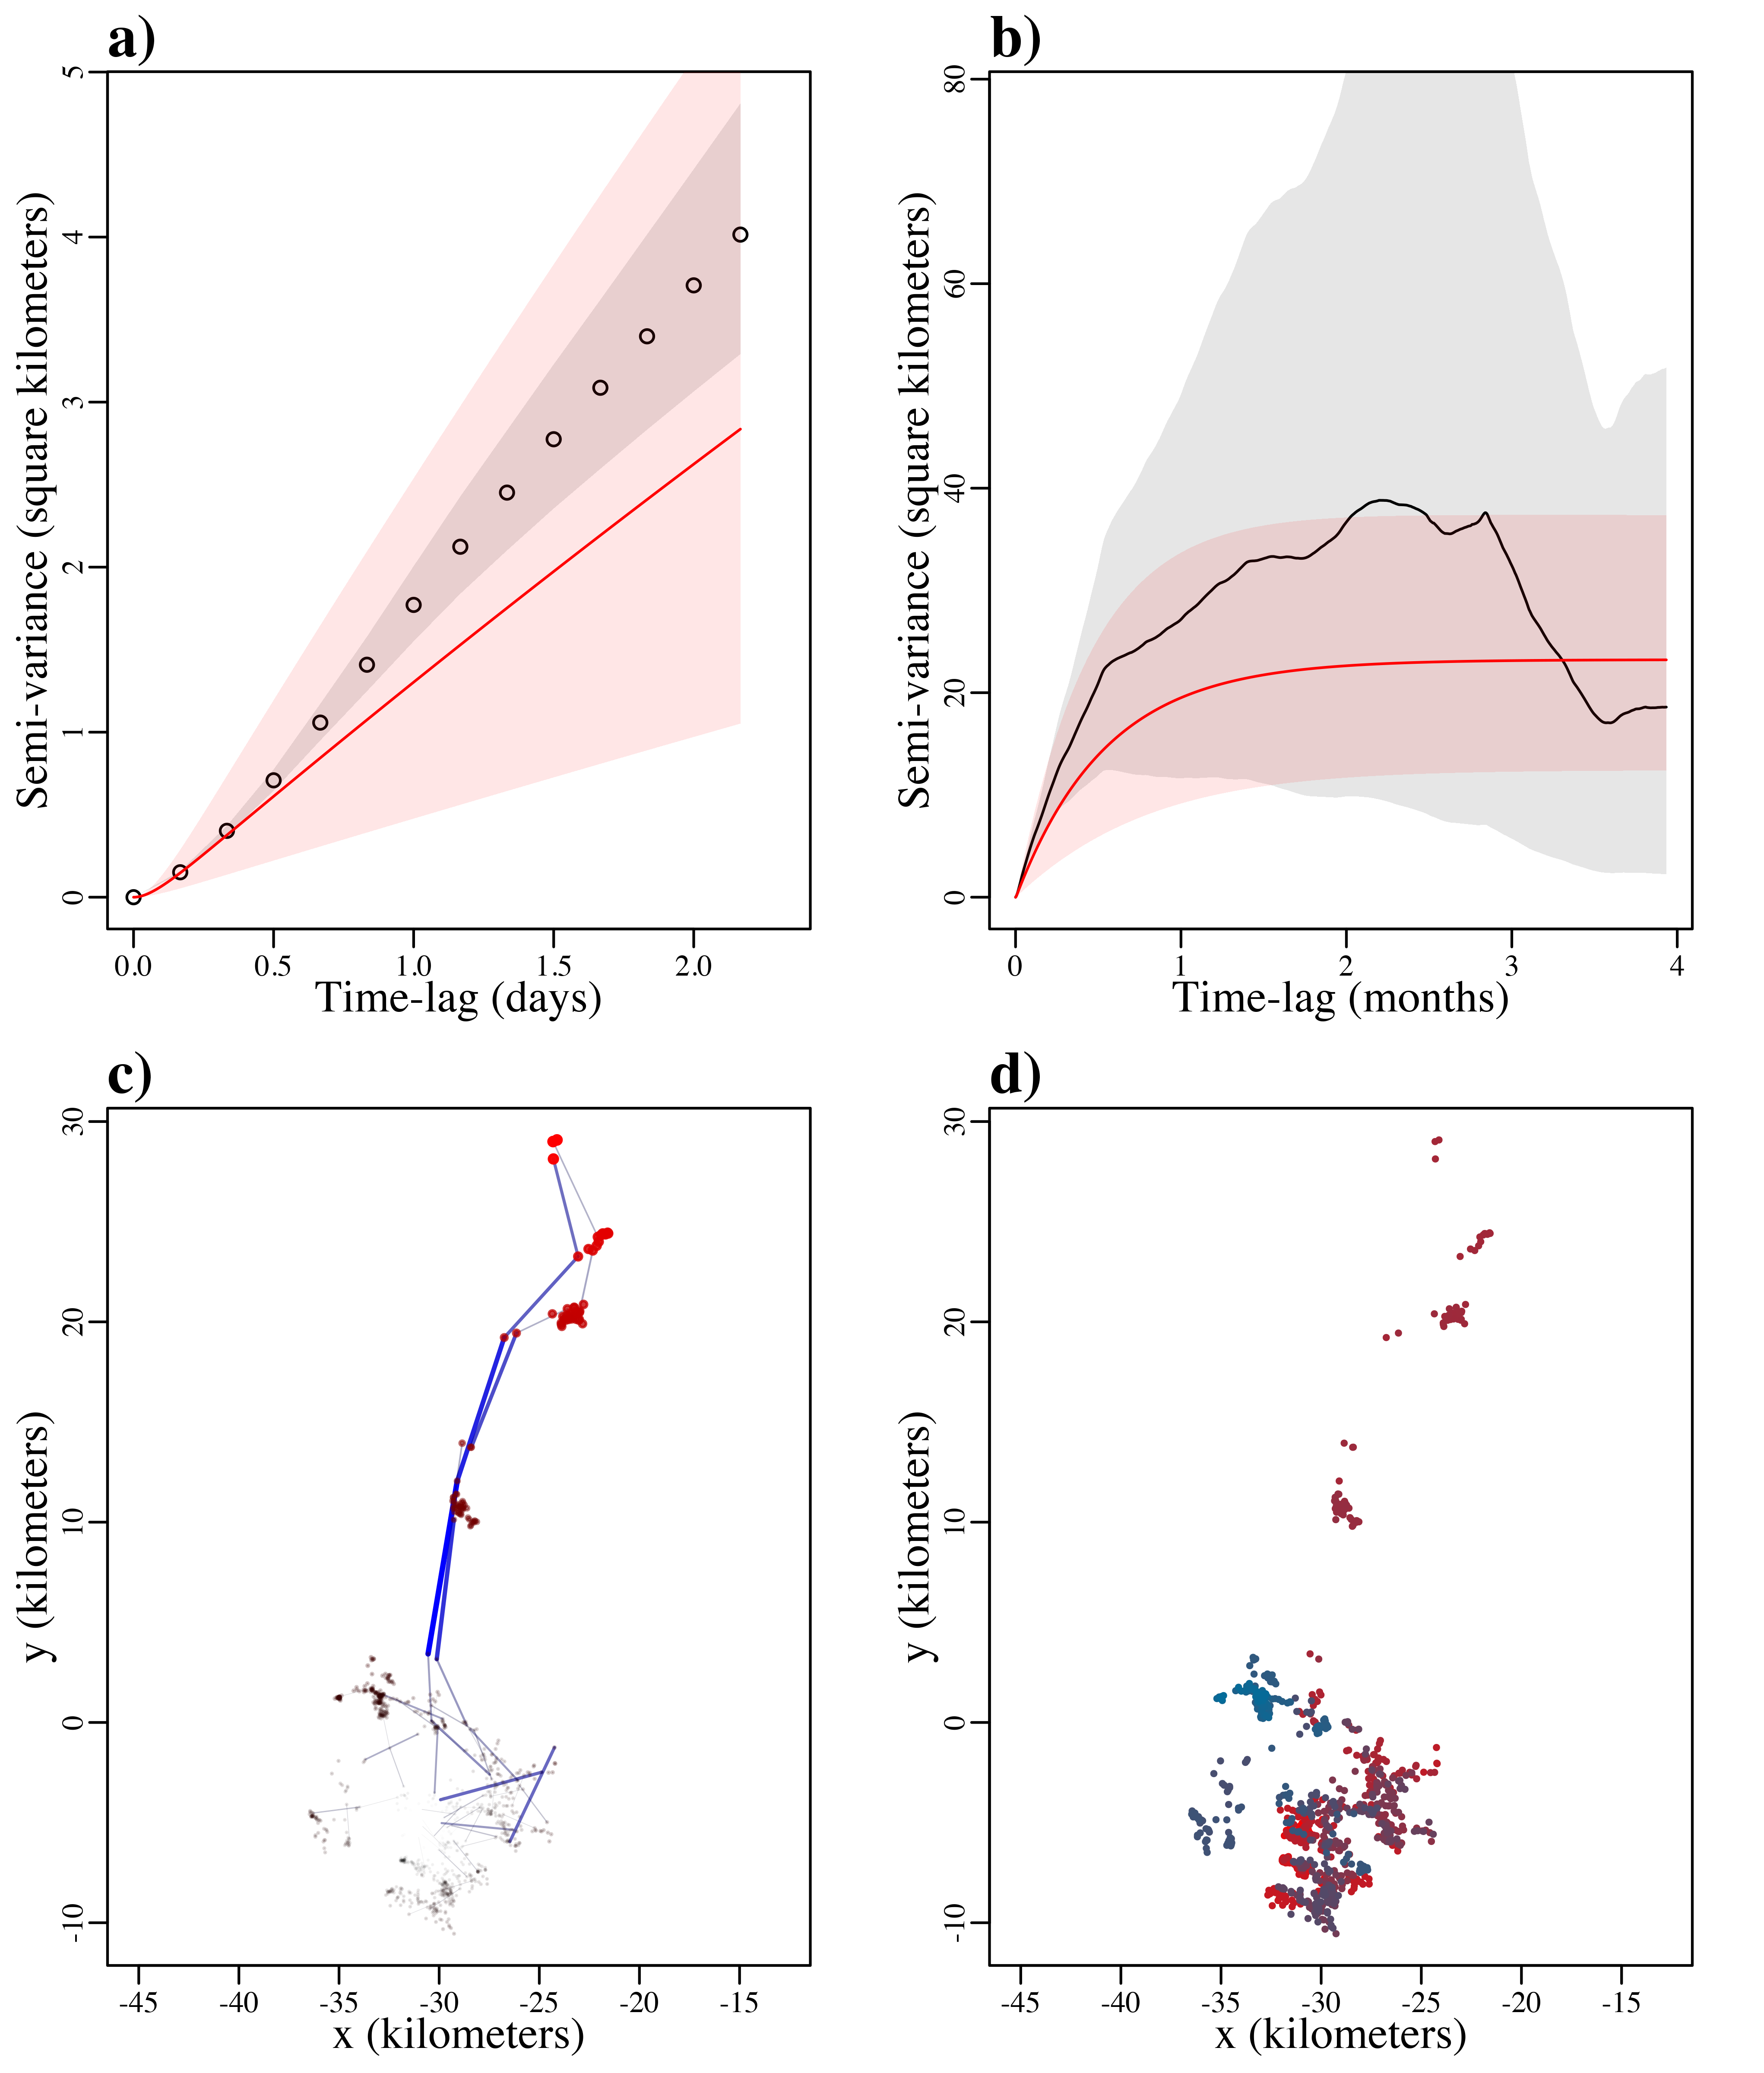 a)
5
4
3
2
1
0
Semi-variance (square kilometers)
0.0 0.5 1.0 1.5 2.0
Time-lag (days)
b)
80
60
40
20
0
Semi-variance (square kilometers)
0 1 2 3 4
Time-lag (months)
c)
30
20
10
0
-10
y (kilometers)
-45 -40 -35 -30 -25 -20 -15
x (kilometers)
d)
30
20
10
0
-10
y (kilometers)
-45 -40 -35 -30 -25 -20 -15
x (kilometers)